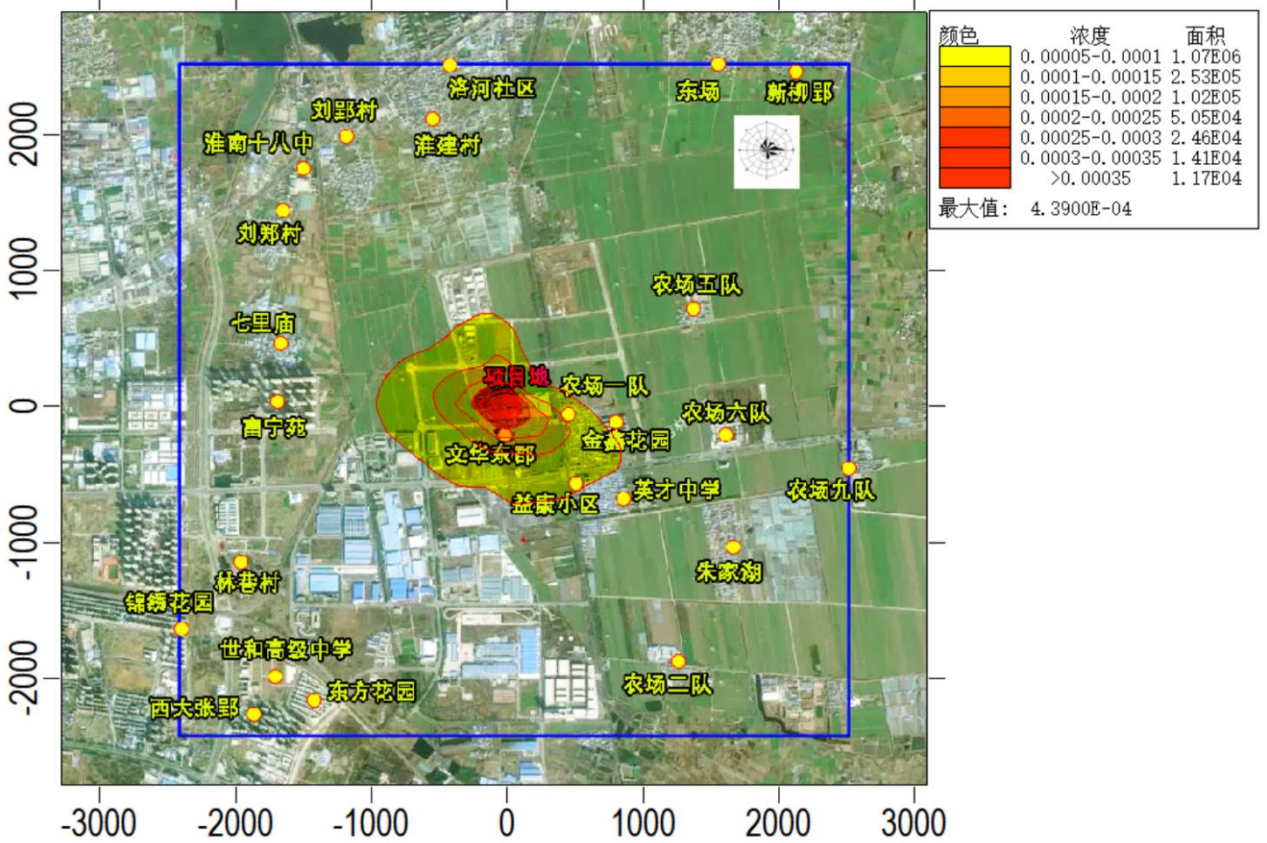 颜色 浓度 面积
0.00005-0.0001 1.07E06
0.0001-0.00015 2.53E05
0.00015-0.0002 1.02E05
0.0002-0.00025 5.05E04
0.00025-0.0003 2.46E04
0.0003-0.00035 1.41E04
>0.00035 1.17E04
最大值: 4.3900E-04
洛河社区
东场
新柳郢
刘郢村
淮南十八中
淮建村
刘郑村
农场五队
七里庙
项目地
农场一队
富宁苑
农场六队
金鑫花园
文华东郡
益康小区
英才中学
农场九队
林巷村
朱家湖
锦绣花园
世和高级中学
农场二队
东方花园
西大张郢
2000
1000
0
-1000
-2000
-3000 -2000 -1000 0 1000 2000 3000